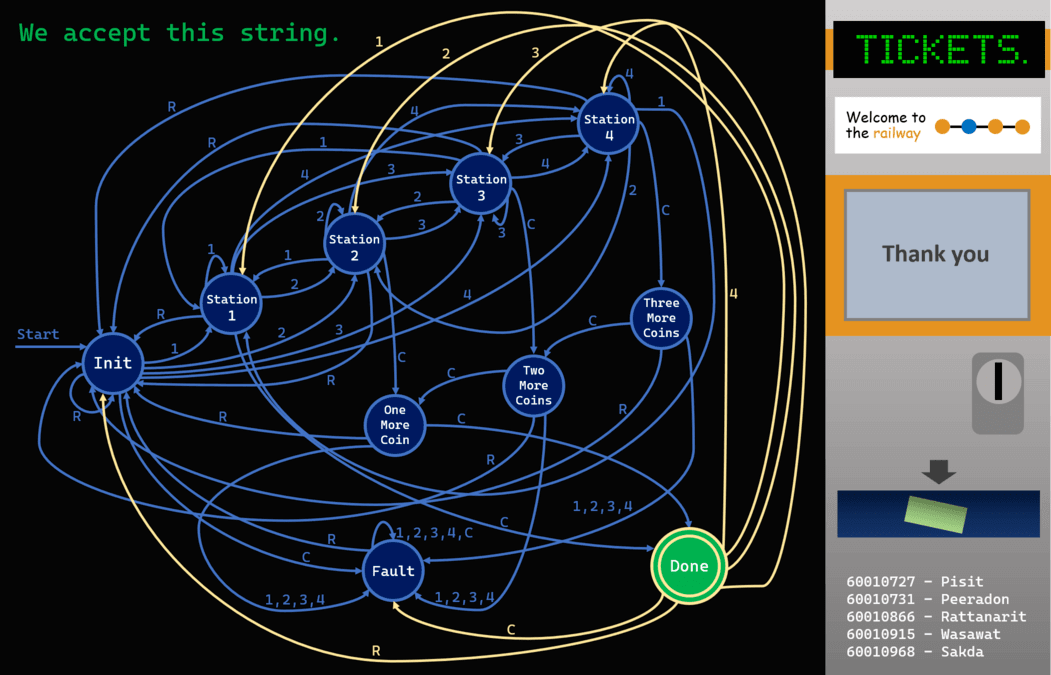 We accept this string.
1
2
3
4
R
R
4
1
3
4
3
4
1
2
C
2
3
C
3
2
1
2
1
Station
4
Station
3
Station
2
Station
1
Start
Init
R
1
2
3
4
R
R
C
Three
More
Coins
C
Two
More
Coins
C
One
More
Coin
C
R
R
R
4
1,2,3,4
C
1,2,3,4,C
R
C
Fault
Done
1,2,3,4
1,2,3,4
C
R
TICKETS.
Welcome to
the railway
Thank you
60010727 – Pisit
60010731 – Peeradon
60010866 – Rattanarit
60010915 – Wasawat
60010968 – Sakda